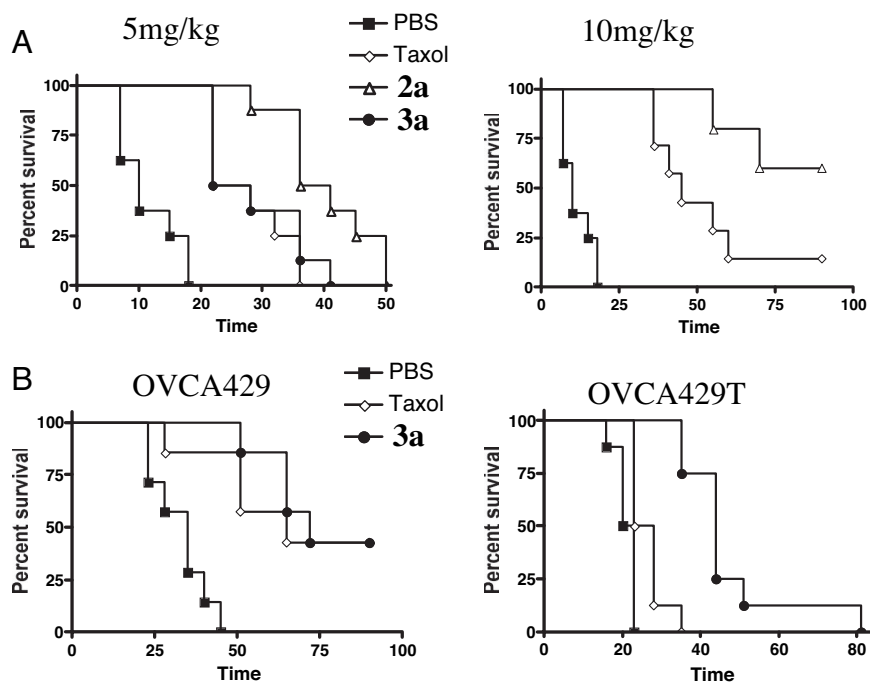 A
5mg/kg
PBS
Taxol
2a
3a
10mg/kg
Percent survival
100
75
50
25
0
0 10 20 30 40 50
Time
Percent survival
100
75
50
25
0
0 25 50 75 100
Time
B
OVCA429
PBS
Taxol
3a
OVCA429T
Percent survival
100
75
50
25
0
0 25 50 75 100
Time
Percent survival
100
75
50
25
0
0 20 40 60 80
Time